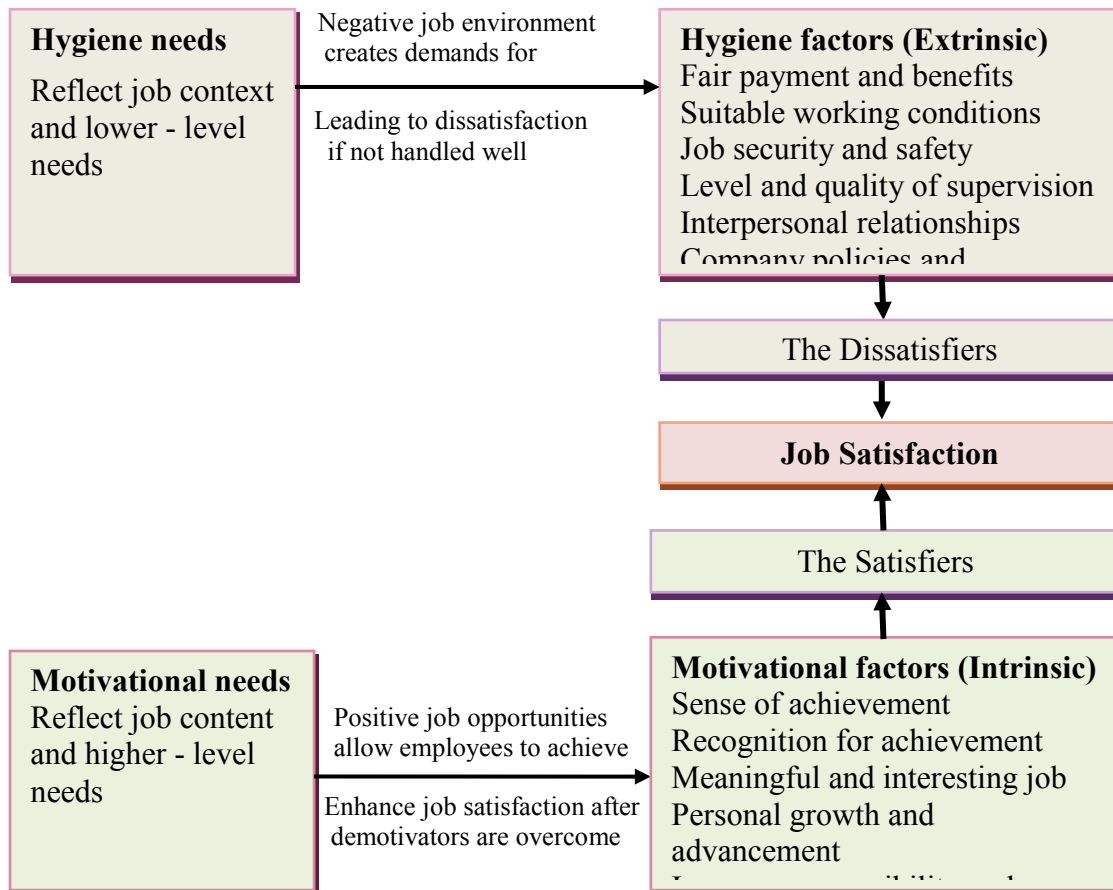 Hygiene needs
Reflect job context
and lower - level
needs
Negative job environment
creates demands for
Leading to dissatisfaction
if not handled well
Hygiene factors (Extrinsic)
Fair payment and benefits
Suitable working conditions
Job security and safety
Level and quality of supervision
Interpersonal relationships
Company policies and
The Dissatisfiers
Job Satisfaction
The Satisfiers
Motivational needs
Reflect job content
and higher - level
needs
Positive job opportunities
allow employees to achieve
Enhance job satisfaction after
demotivators are overcome
Motivational factors (Intrinsic)
Sense of achievement
Recognition for achievement
Meaningful and interesting job
Personal growth and
advancement